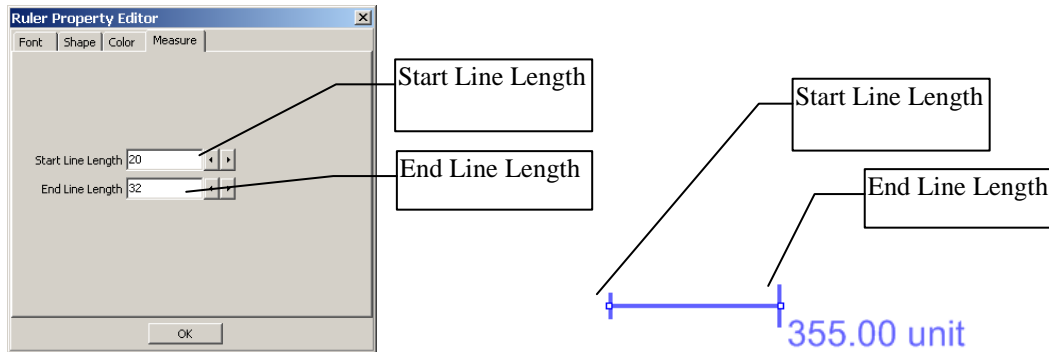 Ruler Property Editor
Font Shape Color Measure
Start Line Length 20
End Line Length 32
OK
Start Line Length
End Line Length
Start Line Length
End Line Length
355.00 unit